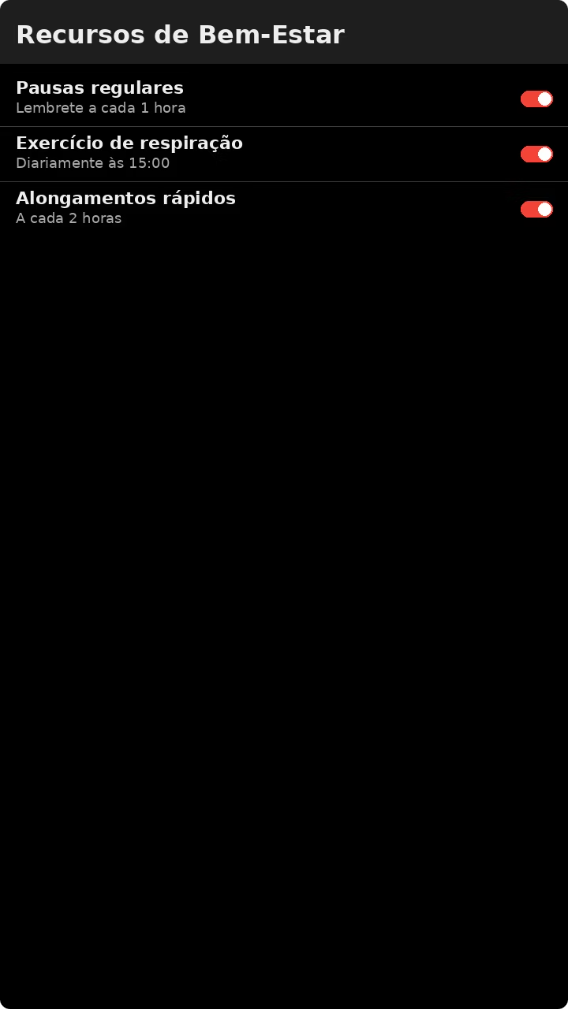 Recursos de Bem-Estar
Pausas regulares
Lembrete a cada 1 hora
Exercício de respiração
Diariamente às 15:00
Alongamentos rápidos
A cada 2 horas